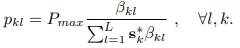 p_{kl} = P_{max} \frac{\beta_{kl}}{\sum_{l=1}^{L} \mathbf{s}_k^* \beta_{kl}} , \quad \forall l, k.